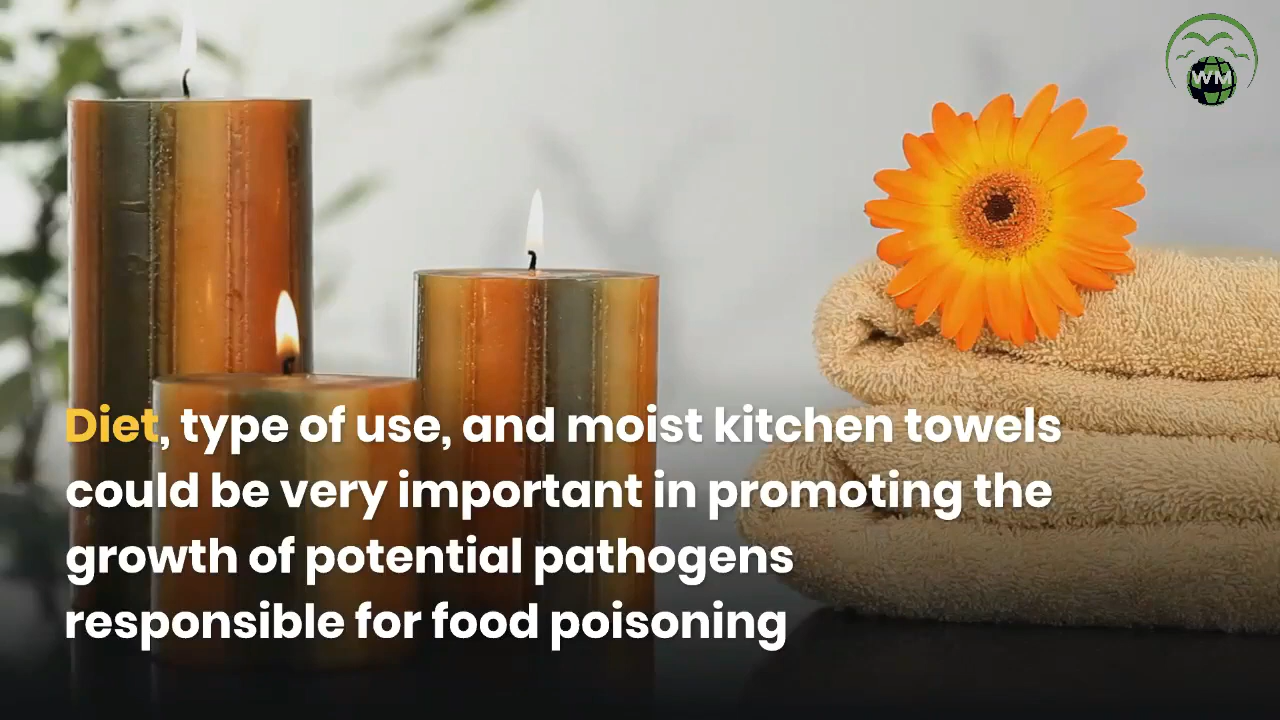 WM
Diet, type of use, and moist kitchen towels
could be very important in promoting the
growth of potential pathogens
responsible for food poisoning